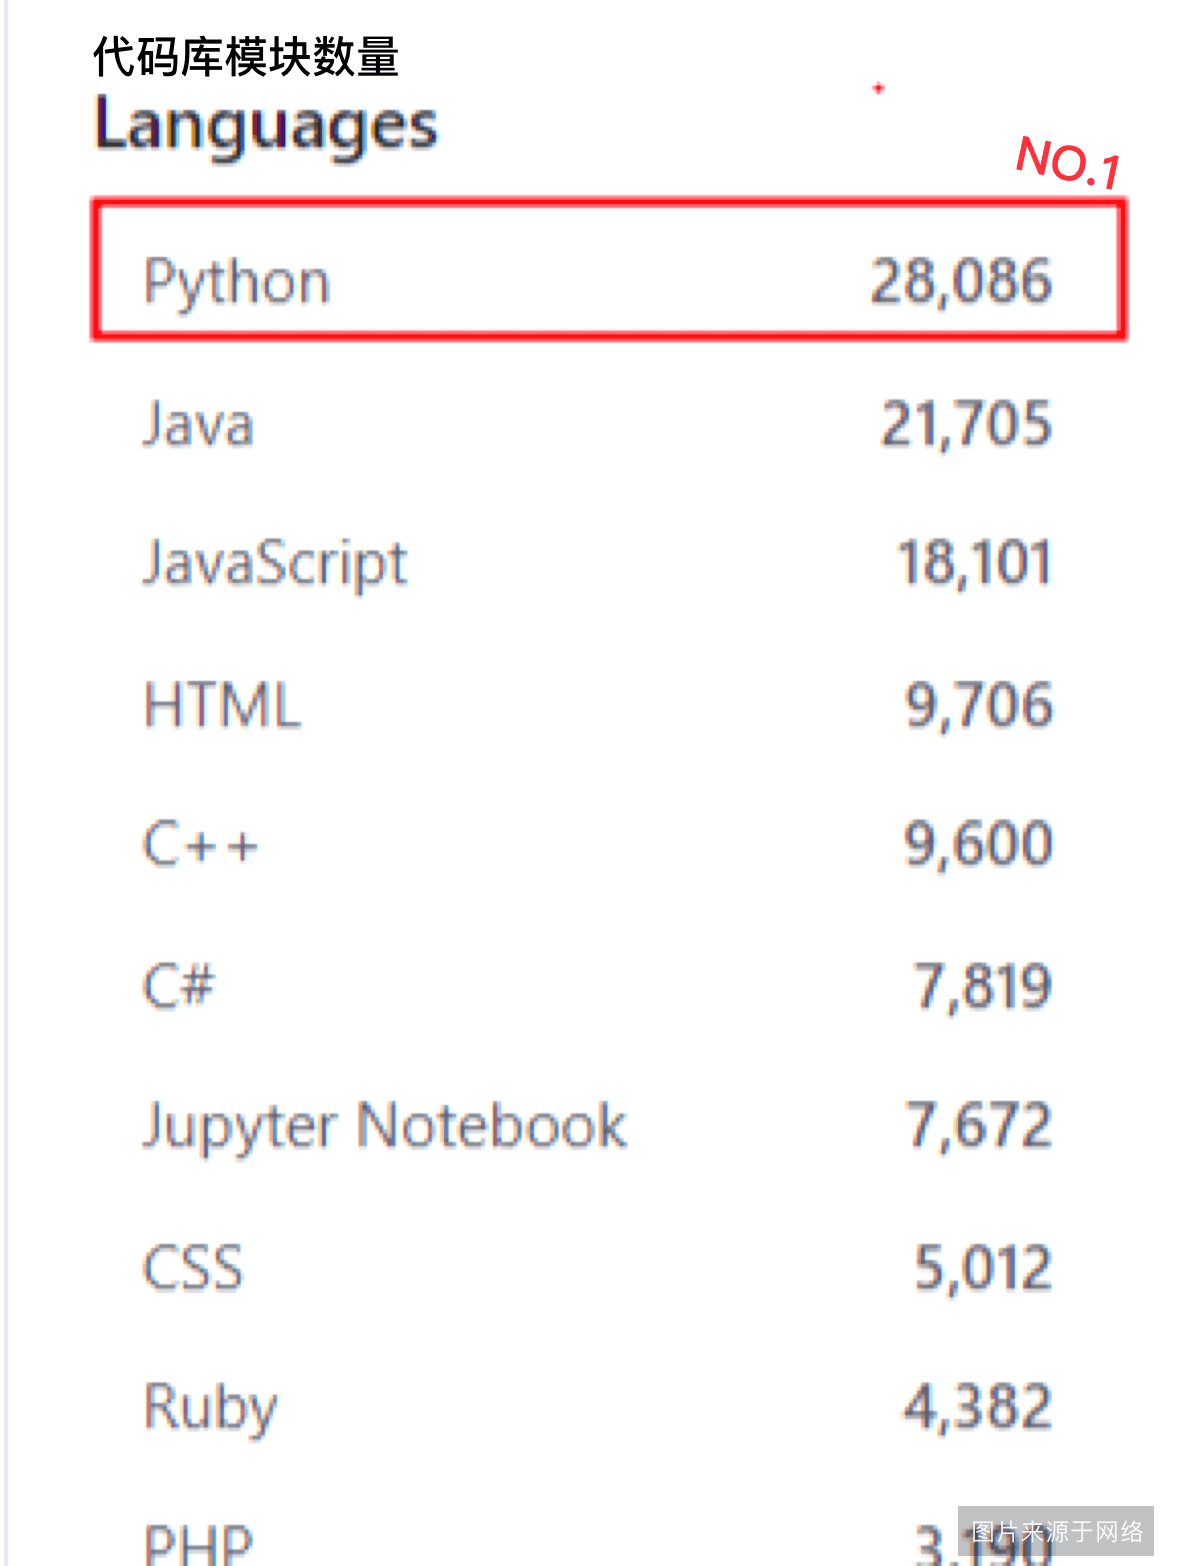 代码库模块数量
Languages
NO.1
Python 28,086
Java 21,705
JavaScript 18,101
HTML 9,706
C++ 9,600
C# 7,819
Jupyter Notebook 7,672
CSS 5,012
Ruby 4,382
PHP 3,190
图片来源于网络